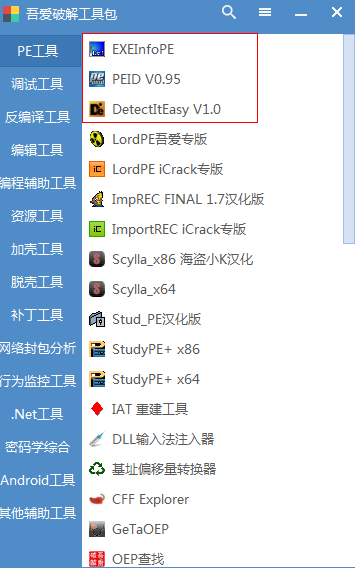 吾爱破解工具包
PE工具
调试工具
反编译工具
编辑工具
编程辅助工具
资源工具
加壳工具
脱壳工具
补丁工具
网络封包分析
行为监控工具
.Net工具
密码学综合
Android工具
其他辅助工具
EXEInfoPE
PEID V0.95
DetectItEasy V1.0
LordPE吾爱专版
LordPE iCrack专版
ImpREC FINAL 1.7汉化版
ImportREC iCrack专版
Scylla_x86 海盗小K汉化
Scylla_x64
Stud_PE汉化版
StudyPE+ x86
StudyPE+ x64
IAT 重建工具
DLL输入法注入器
基址偏移量转换器
CFF Explorer
GeTaOEP
OEP查找